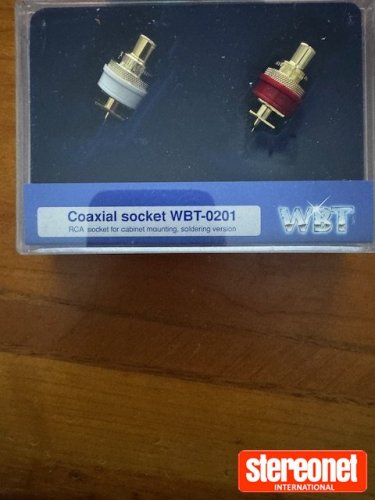 Coaxial socket WBT-0201
RCA socket for cabinet mounting, soldering version
WBT
stereonet
INTERNATIONAL